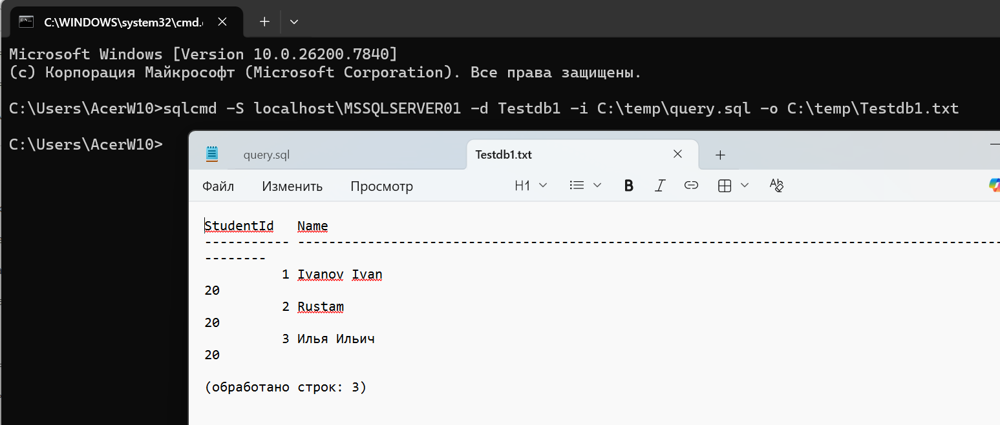 C:\WINDOWS\system32\cmd.
Microsoft Windows [Version 10.0.26200.7840]
(c) Корпорация Майкрософт (Microsoft Corporation). Все права защищены.
C:\Users\AcerW10>sqlcmd -S localhost\MSSQLSERVER01 -d Testdb1 -i C:\temp\query.sql -o C:\temp\Testdb1.txt
C:\Users\AcerW10>
query.sql Testdb1.txt
Файл Изменить Просмотр H1 B I
StudentId Name
----------- ------------------------------------------------------------------------------------------
--------
1 Ivanov Ivan
20
2 Rustam
20
3 Илья Ильич
20
(обработано строк: 3)